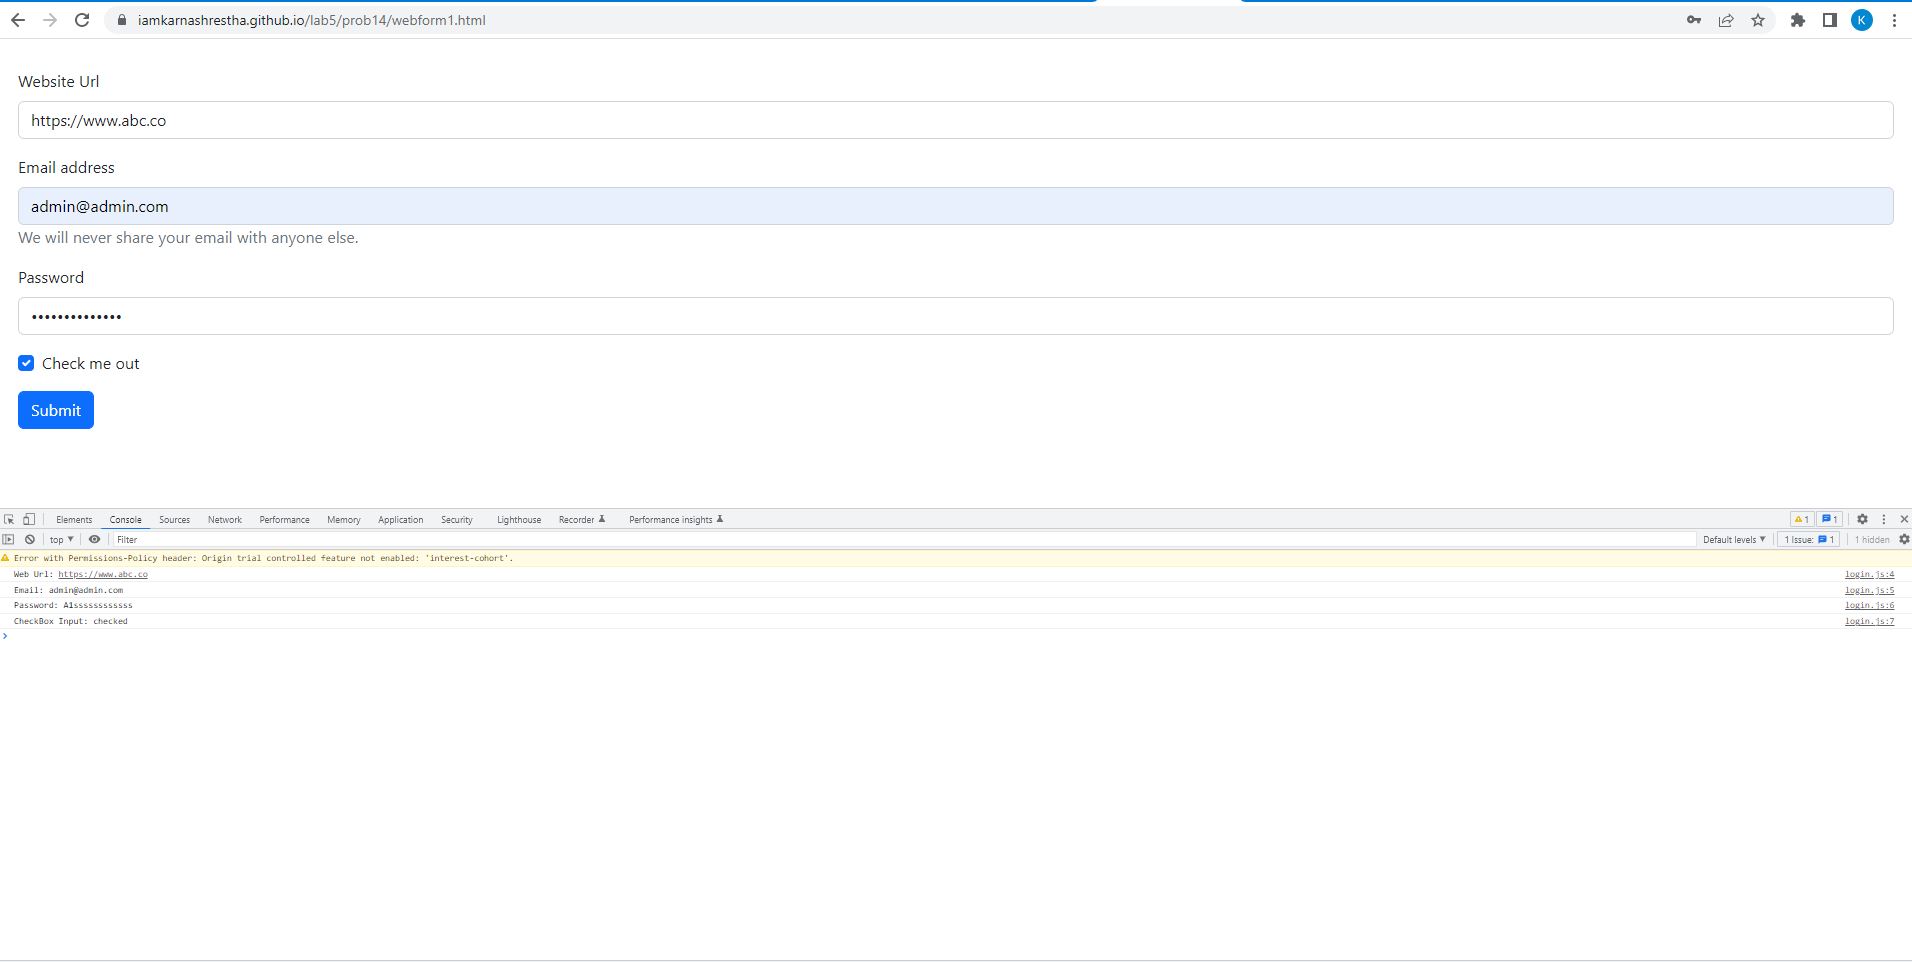 iamkarnashrestha.github.io/lab5/prob14/webform1.html
K
Website Url
https://www.abc.co
Email address
admin@admin.com
We will never share your email with anyone else.
Password
••••••••••••••
Check me out
Submit
Elements Console Sources Network Performance Memory Application Security Lighthouse Recorder Performance insights 1 1
top Filter Default levels 1 Issue: 1 1 hidden
Error with Permissions-Policy header: Origin trial controlled feature not enabled: 'interest-cohort'.
Web Url: https://www.abc.co login.js:4
Email: admin@admin.com login.js:5
Password: A1ssssssssssss login.js:6
CheckBox Input: checked login.js:7